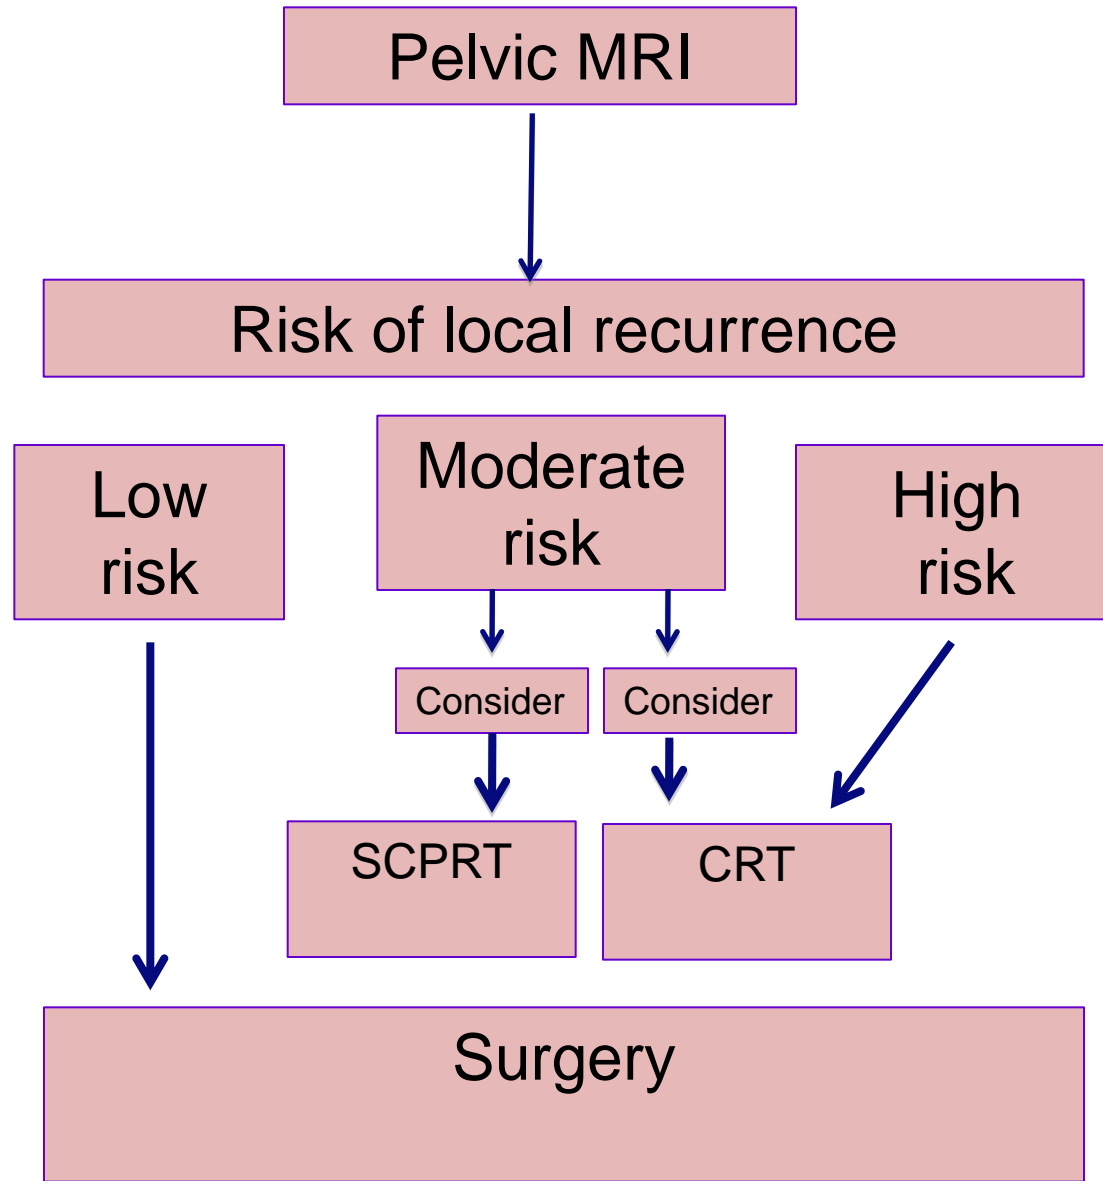 Pelvic MRI
Risk of local recurrence
Low
risk
Moderate
risk
High
risk
Consider
Consider
SCPRT
CRT
Surgery